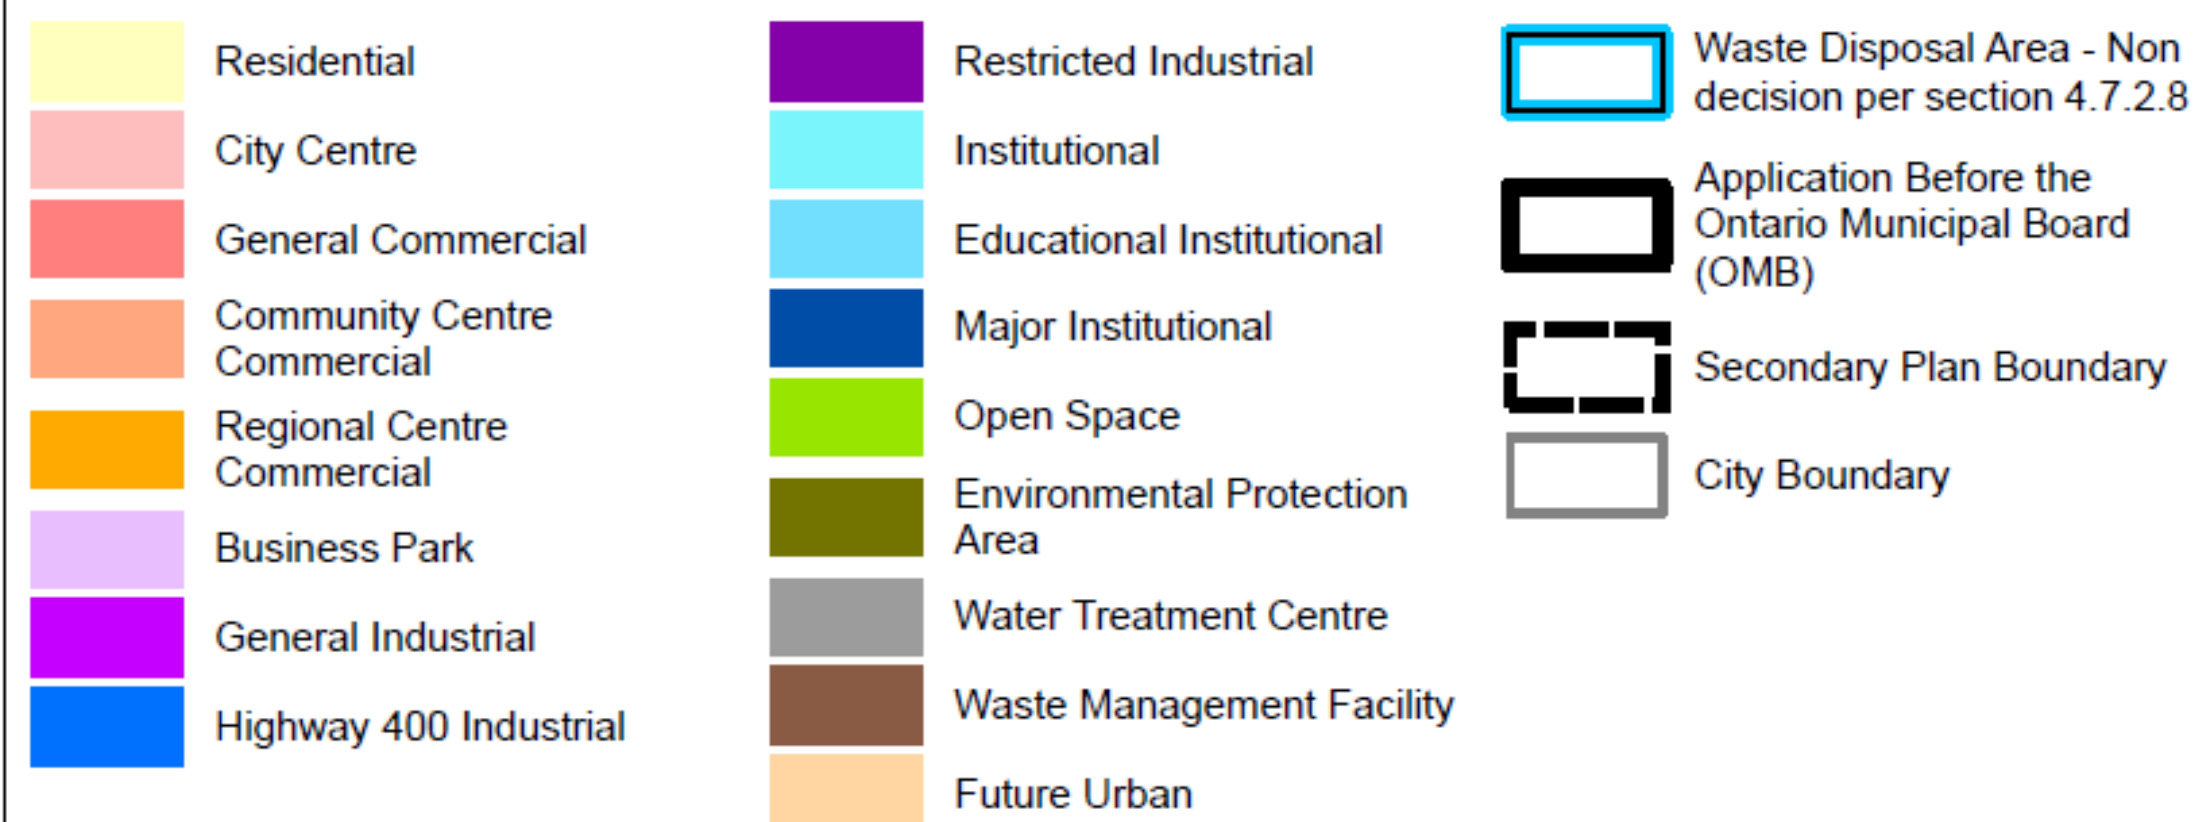 Residential
City Centre
General Commercial
Community Centre
Commercial
Regional Centre
Commercial
Business Park
General Industrial
Highway 400 Industrial
Restricted Industrial
Institutional
Educational Institutional
Major Institutional
Open Space
Environmental Protection
Area
Water Treatment Centre
Waste Management Facility
Future Urban
Waste Disposal Area - Non
decision per section 4.7.2.8
Application Before the
Ontario Municipal Board
(OMB)
Secondary Plan Boundary
City Boundary